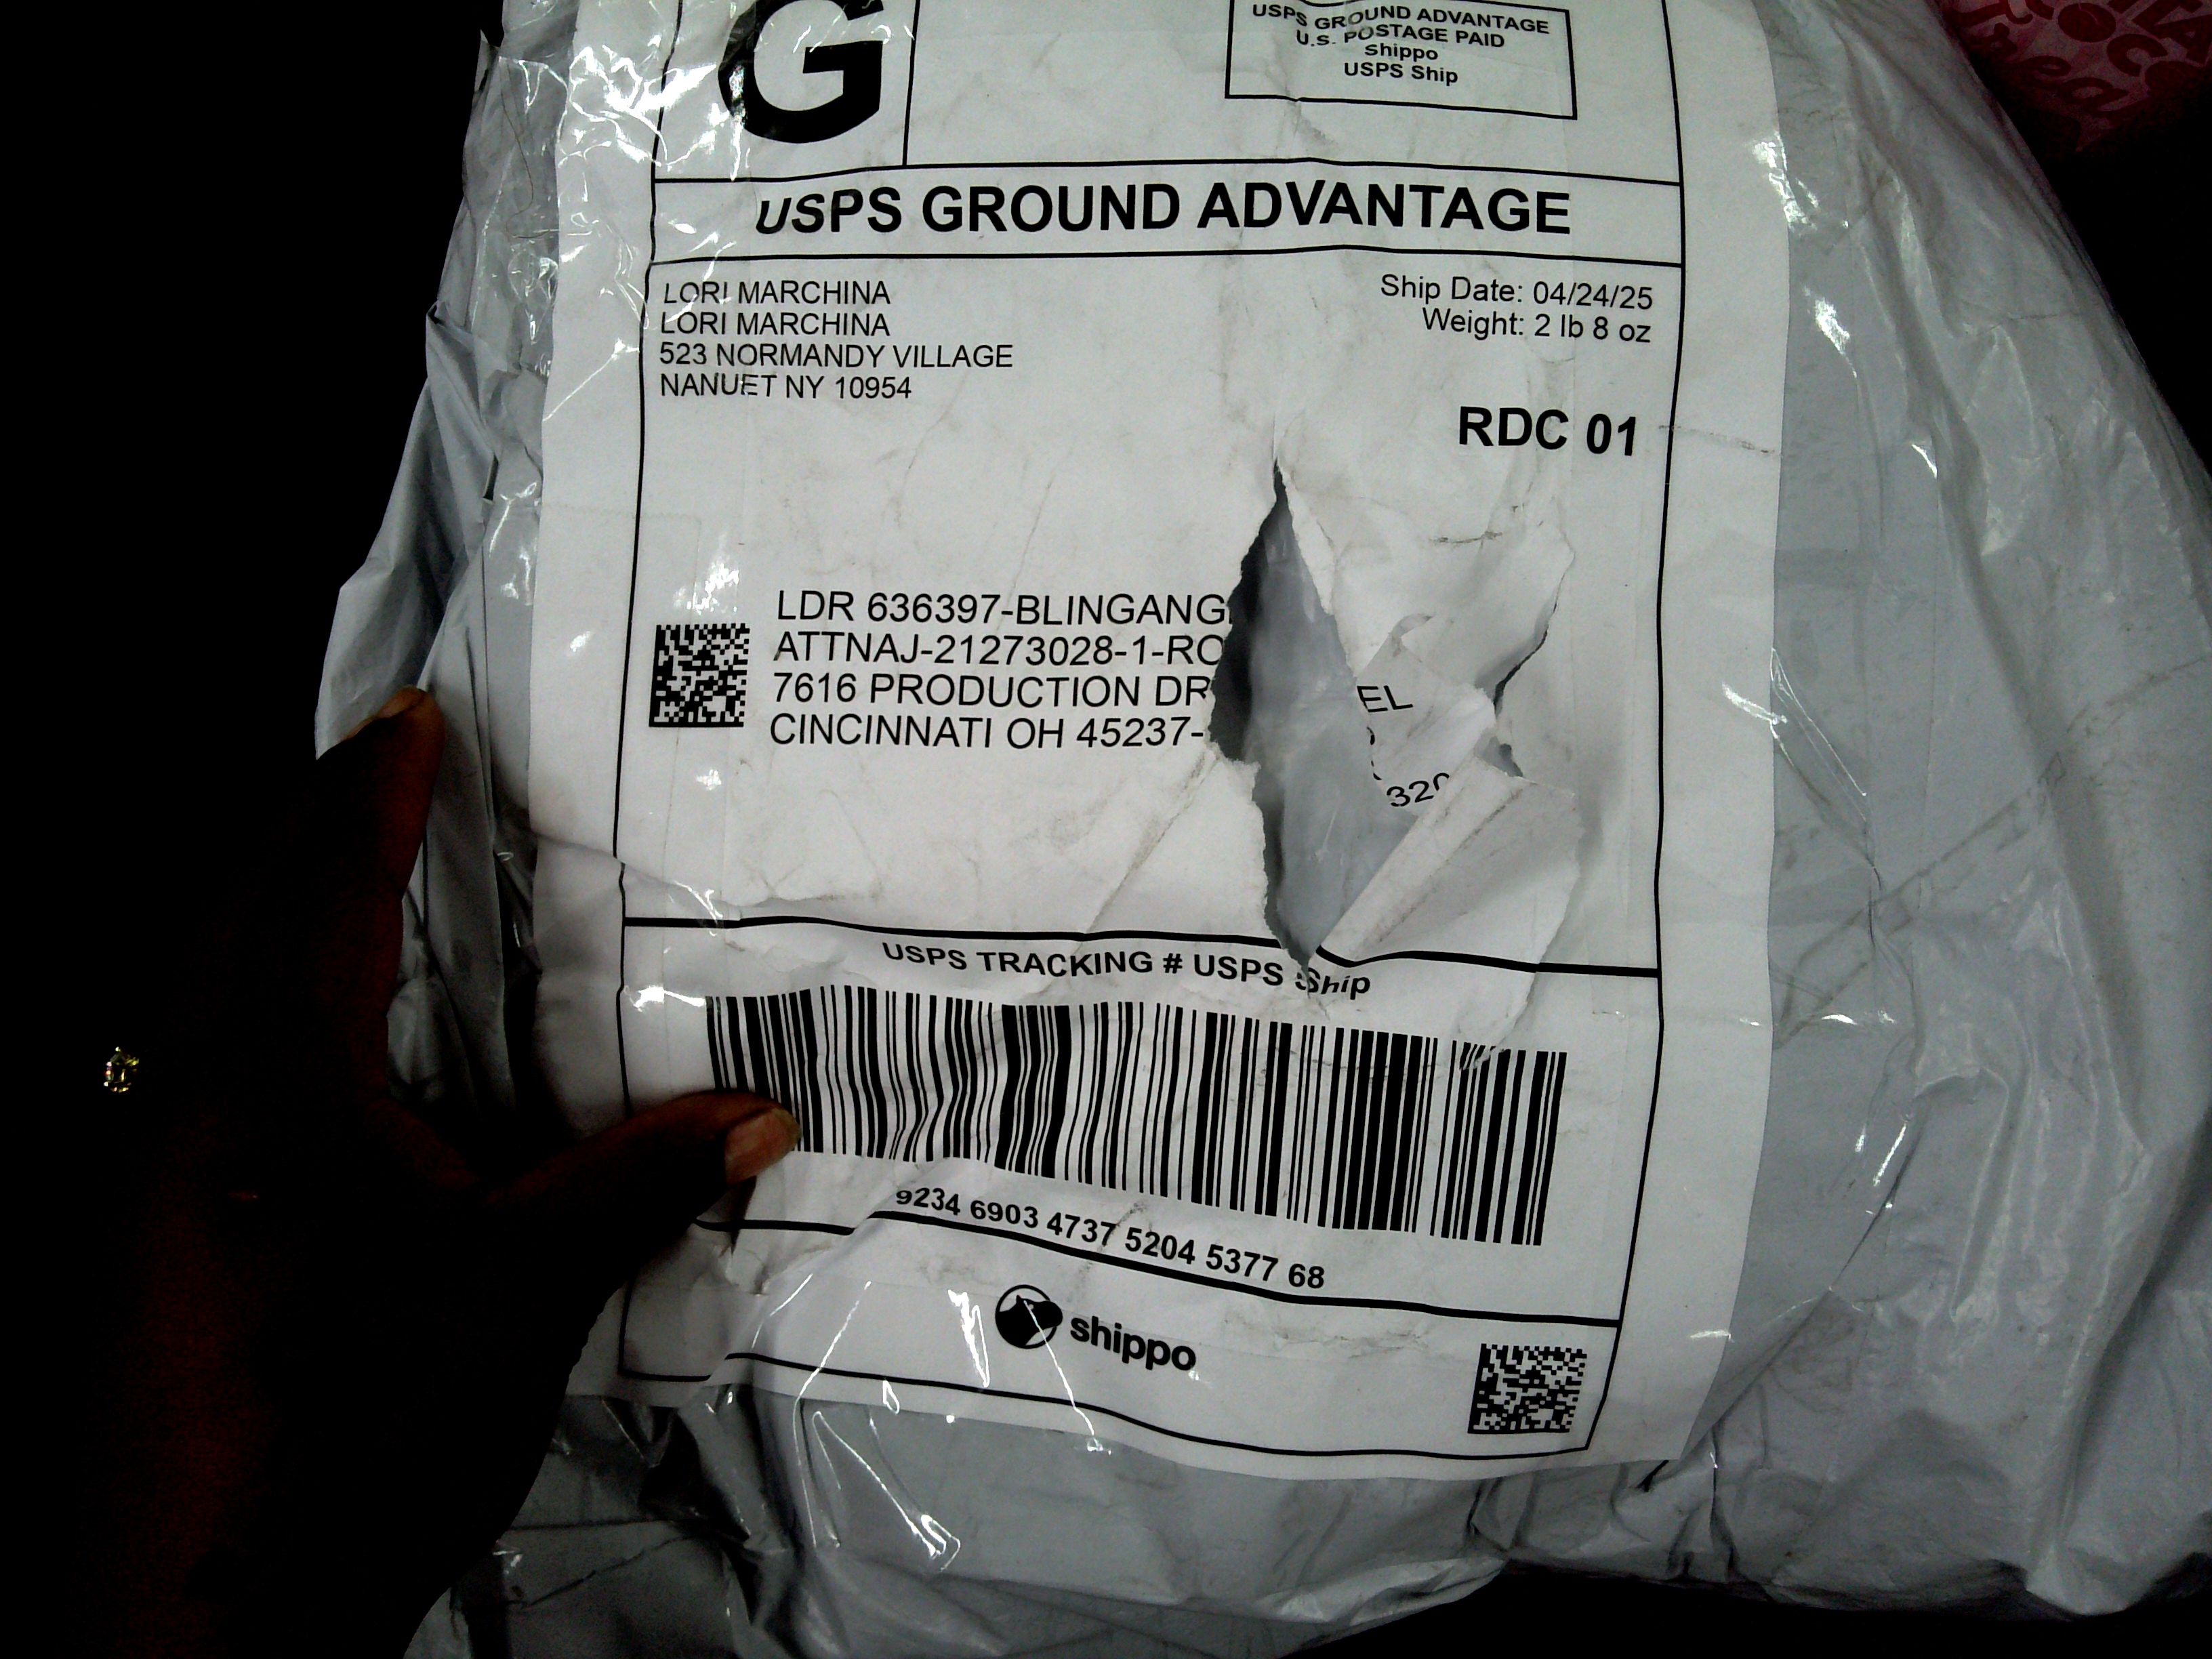 G
USPS GROUND ADVANTAGE
U.S. POSTAGE PAID
Shippo
USPS Ship
USPS GROUND ADVANTAGE
LORI MARCHINA
LORI MARCHINA
523 NORMANDY VILLAGE
NANUET NY 10954
Ship Date: 04/24/25
Weight: 2 lb 8 oz
RDC 01
LDR 636397-BLINGANG
ATTNAJ-21273028-1-RO
7616 PRODUCTION DR
CINCINNATI OH 45237-
EL
320
USPS TRACKING # USPS Ship
9234 6903 4737 5204 5377 68
shippo